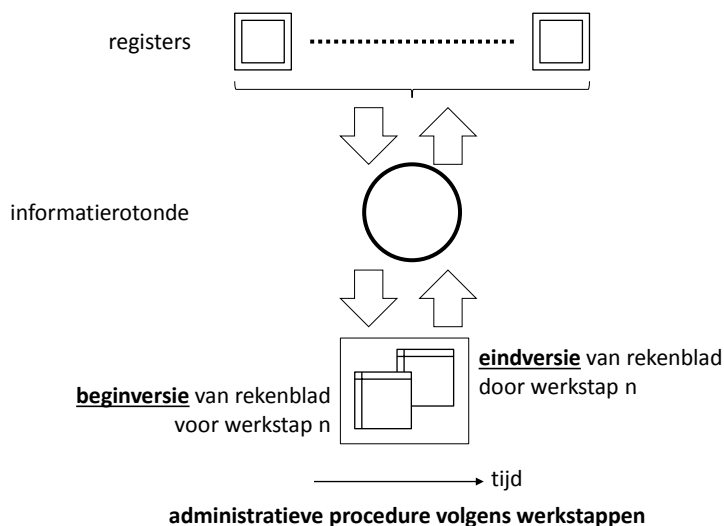 registers
informatierotonde
eindversie van rekenblad
door werkstap n
beginversie van rekenblad
voor werkstap n
tijd
administratieve procedure volgens werkstappen